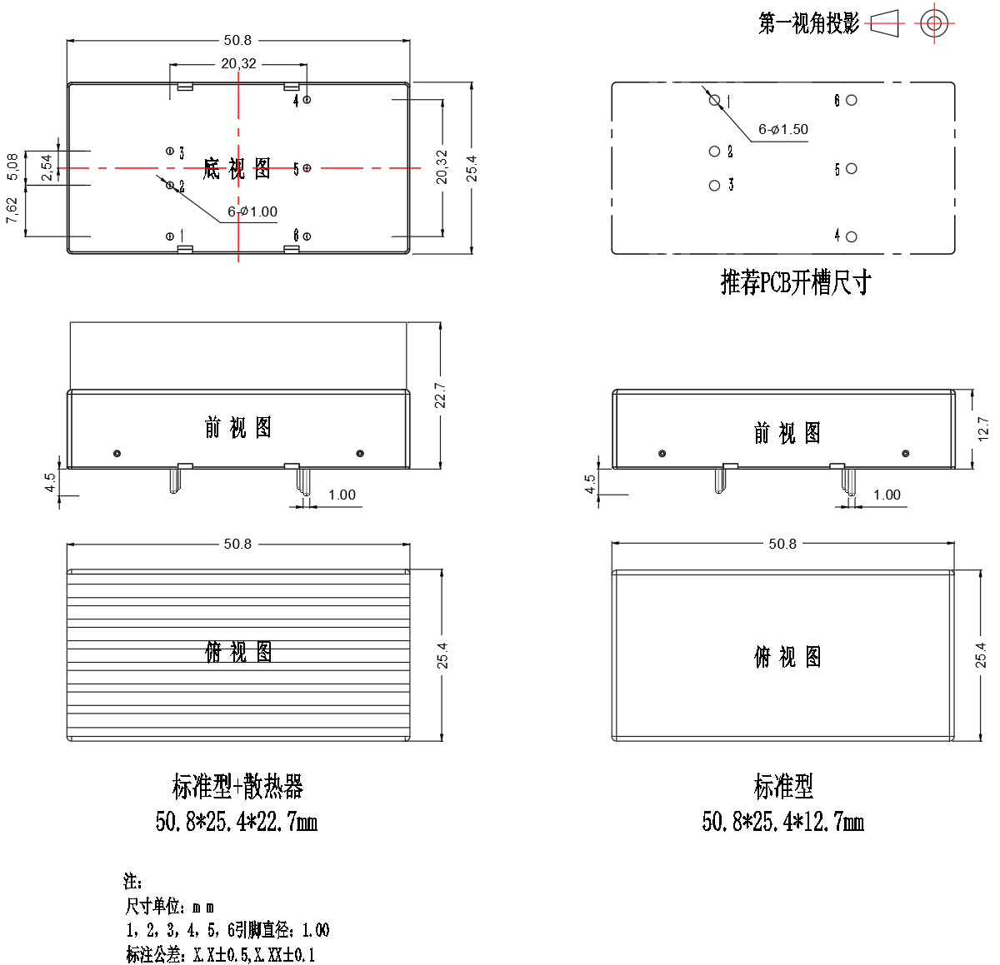 第一视角投影
50.8
20,32
4
3
5
2
1
6
底 视 图
6-Ø1.00
5,08
2,54
7,62
20,32
25.4
1
6
2
5
3
4
6-Ø1.50
推荐PCB开槽尺寸
22.7
前 视 图
4.5
1.00
前 视 图
12.7
4.5
1.00
50.8
俯 视 图
25.4
50.8
俯 视 图
25.4
标准型+散热器
50.8*25.4*22.7mm
标准型
50.8*25.4*12.7mm
注:
尺寸单位: m m
1, 2, 3, 4, 5, 6引脚直径: 1.00
标注公差: X.X±0.5,X.XX±0.1